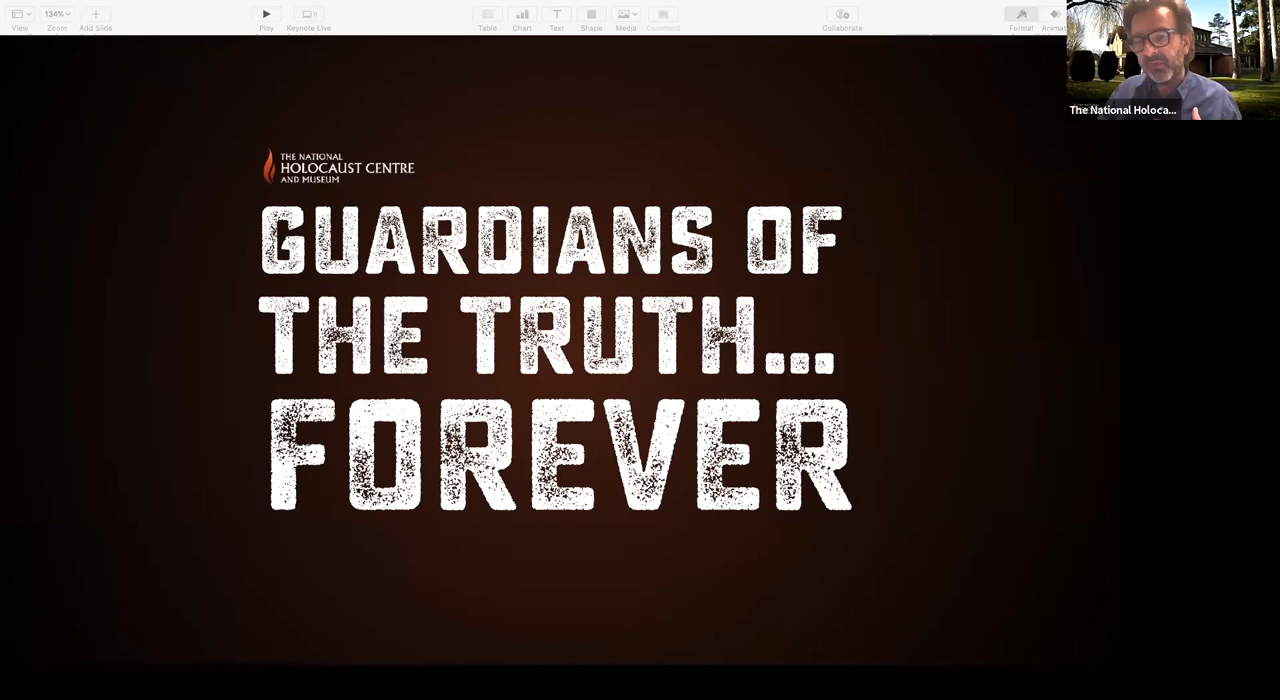 134%
View
Zoom
Add Slide
Play
Keynote Live
Table
Chart
Text
Shape
Media
Comment
Collaborate
Format
The National Holoca...
THE NATIONAL
HOLOCAUST CENTRE
AND MUSEUM
GUARDIANS OF
THE TRUTH...
FOREVER